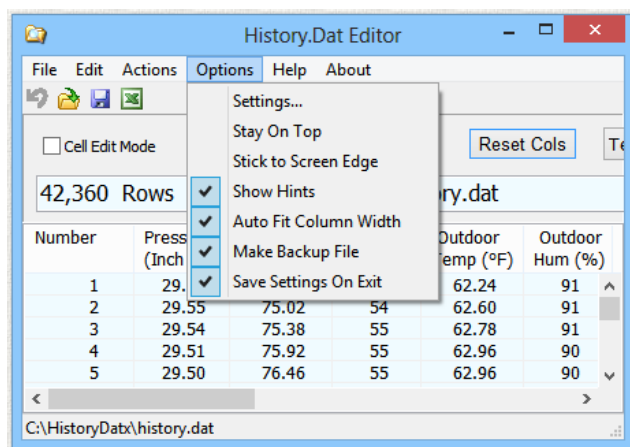 History.Dat Editor
File Edit Actions Options Help About
Settings...
Stay On Top
Stick to Screen Edge
Show Hints
Auto Fit Column Width
Make Backup File
Save Settings On Exit
Cell Edit Mode
Reset Cols
42,360 Rows ry.dat
Number Press Outdoor Outdoor
(Inch emp (°F) Hum (%)
1 29. 62.24 91
2 29.55 75.02 54 62.60 91
3 29.54 75.38 55 62.78 91
4 29.51 75.92 55 62.96 90
5 29.50 76.46 55 62.96 90
C:\HistoryDatx\history.dat